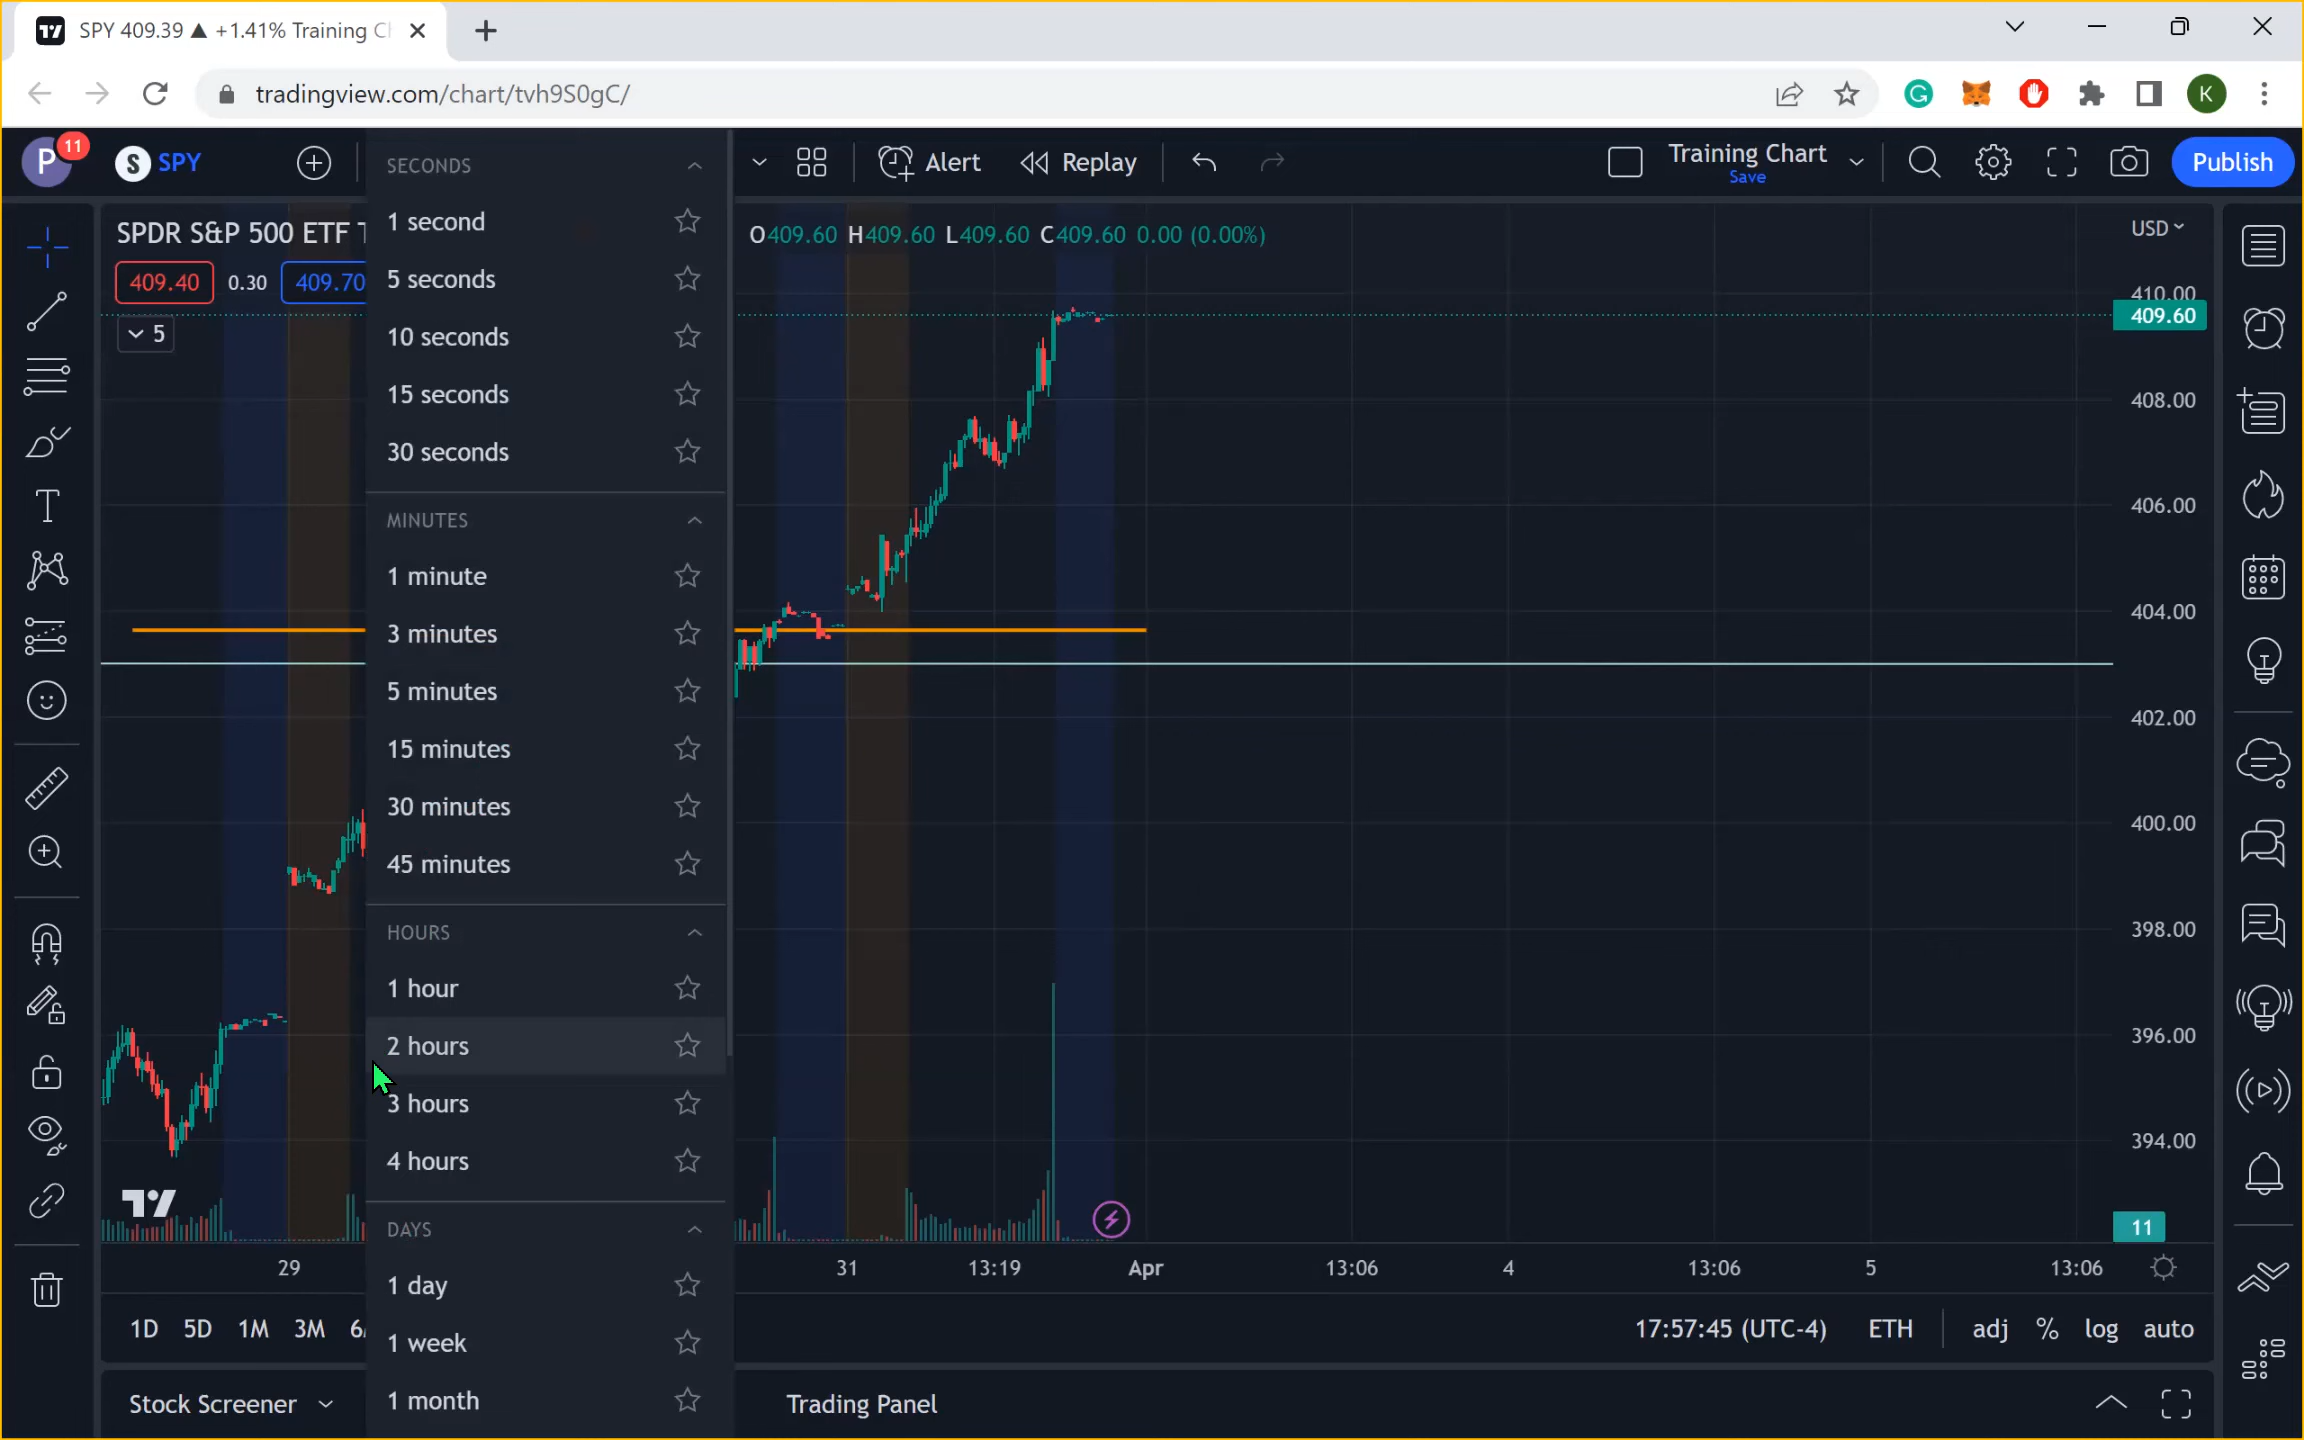 SPY 409.39 ▲ +1.41% Training
tradingview.com/chart/tvh9S0gC/
K
P
11
S
SPY
Alert
Replay
Training Chart
Save
Publish
SPDR S&P 500 ETF
O409.60 H409.60 L409.60 C409.60 0.00 (0.00%)
USD
409.40
0.30
409.70
5
SECONDS
1 second
5 seconds
10 seconds
15 seconds
30 seconds
MINUTES
1 minute
3 minutes
5 minutes
15 minutes
30 minutes
45 minutes
HOURS
1 hour
2 hours
3 hours
4 hours
DAYS
1 day
1 week
1 month
410.00
409.60
408.00
406.00
404.00
402.00
400.00
398.00
396.00
394.00
11
29
31
13:19
Apr
13:06
4
13:06
5
13:06
1D 5D 1M 3M
17:57:45 (UTC-4)
ETH
adj
%
log
auto
Stock Screener
Trading Panel